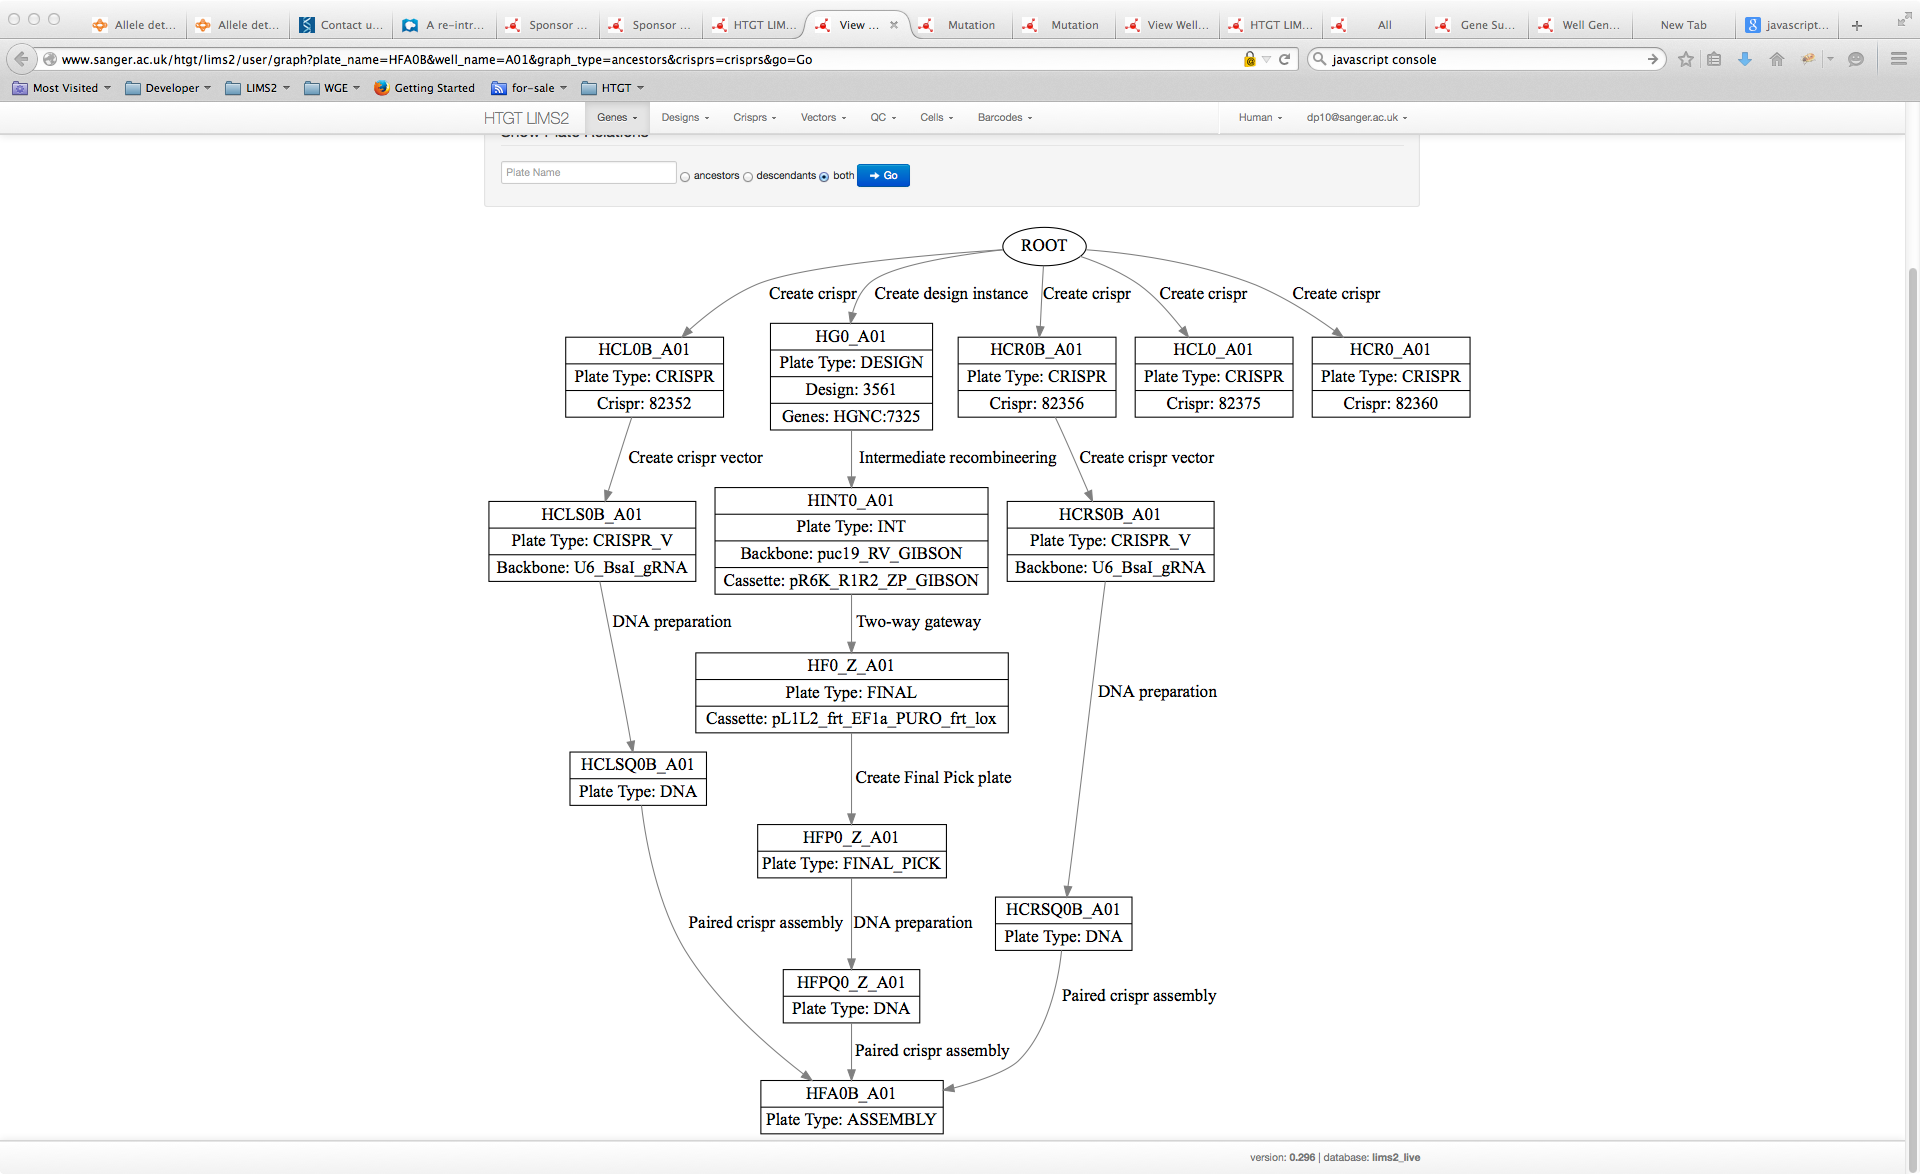 Allele det...
Allele det...
Contact u...
A re-intr...
Sponsor ...
Sponsor ...
HTGT LIM...
View ...
Mutation
Mutation
View Well...
HTGT LIM...
All
Gene Su...
Well Gen...
New Tab
javascript...
www.sanger.ac.uk/htgt/lims2/user/graph?plate_name=HFA0B&well_name=A01&graph_type=ancestors&crisprs=crisprs&go=Go
javascript console
Most Visited
Developer
LIMS2
WGE
Getting Started
for-sale
HTGT
HTGT LIMS2
Genes
Designs
Crisprs
Vectors
QC
Cells
Barcodes
Human
dp10@sanger.ac.uk
Show Plate Relations
Plate Name
ancestors
descendants
both
Go
ROOT
Create crispr
Create design instance
Create crispr
Create crispr
Create crispr
HCL0B_A01
Plate Type: CRISPR
Crispr: 82352
HG0_A01
Plate Type: DESIGN
Design: 3561
Genes: HGNC:7325
HCR0B_A01
Plate Type: CRISPR
Crispr: 82356
HCL0_A01
Plate Type: CRISPR
Crispr: 82375
HCR0_A01
Plate Type: CRISPR
Crispr: 82360
Create crispr vector
Intermediate recombineering
Create crispr vector
HCLS0B_A01
Plate Type: CRISPR_V
Backbone: U6_BsaI_gRNA
HINT0_A01
Plate Type: INT
Backbone: puc19_RV_GIBSON
Cassette: pR6K_R1R2_ZP_GIBSON
HCRS0B_A01
Plate Type: CRISPR_V
Backbone: U6_BsaI_gRNA
DNA preparation
Two-way gateway
HF0_Z_A01
Plate Type: FINAL
Cassette: pL1L2_frt_EF1a_PURO_frt_lox
DNA preparation
HCLSQ0B_A01
Plate Type: DNA
Create Final Pick plate
HFP0_Z_A01
Plate Type: FINAL_PICK
Paired crispr assembly
DNA preparation
HCRSQ0B_A01
Plate Type: DNA
HFPQ0_Z_A01
Plate Type: DNA
Paired crispr assembly
Paired crispr assembly
HFA0B_A01
Plate Type: ASSEMBLY
version: 0.296 | database: lims2_live